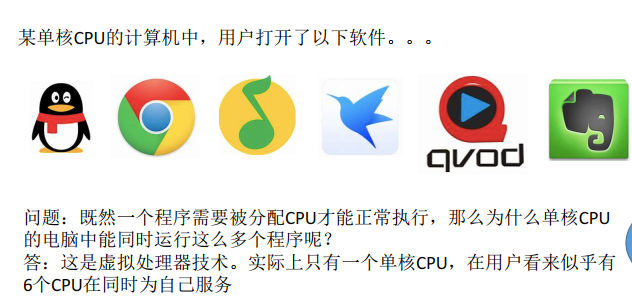 某单核CPU的计算机中，用户打开了以下软件。。。
qvod
问题：既然一个程序需要被分配CPU才能正常执行，那么为什么单核CPU
的电脑中能同时运行这么多个程序呢？
答：这是虚拟处理器技术。实际上只有一个单核CPU，在用户看来似乎有
6个CPU在同时为自己服务